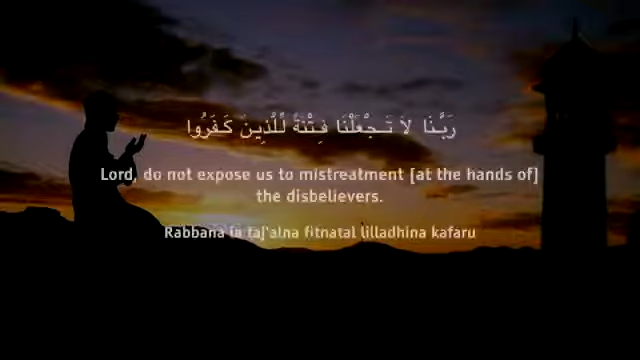 رَبَّنَا لاَ تَجْعَلْنَا فِتْنَةً لِّلَّذِينَ كَفَرُوا
Lord, do not expose us to mistreatment [at the hands of]
the disbelievers.
Rabbana la taj'alna fitnatal lilladhina kafaru